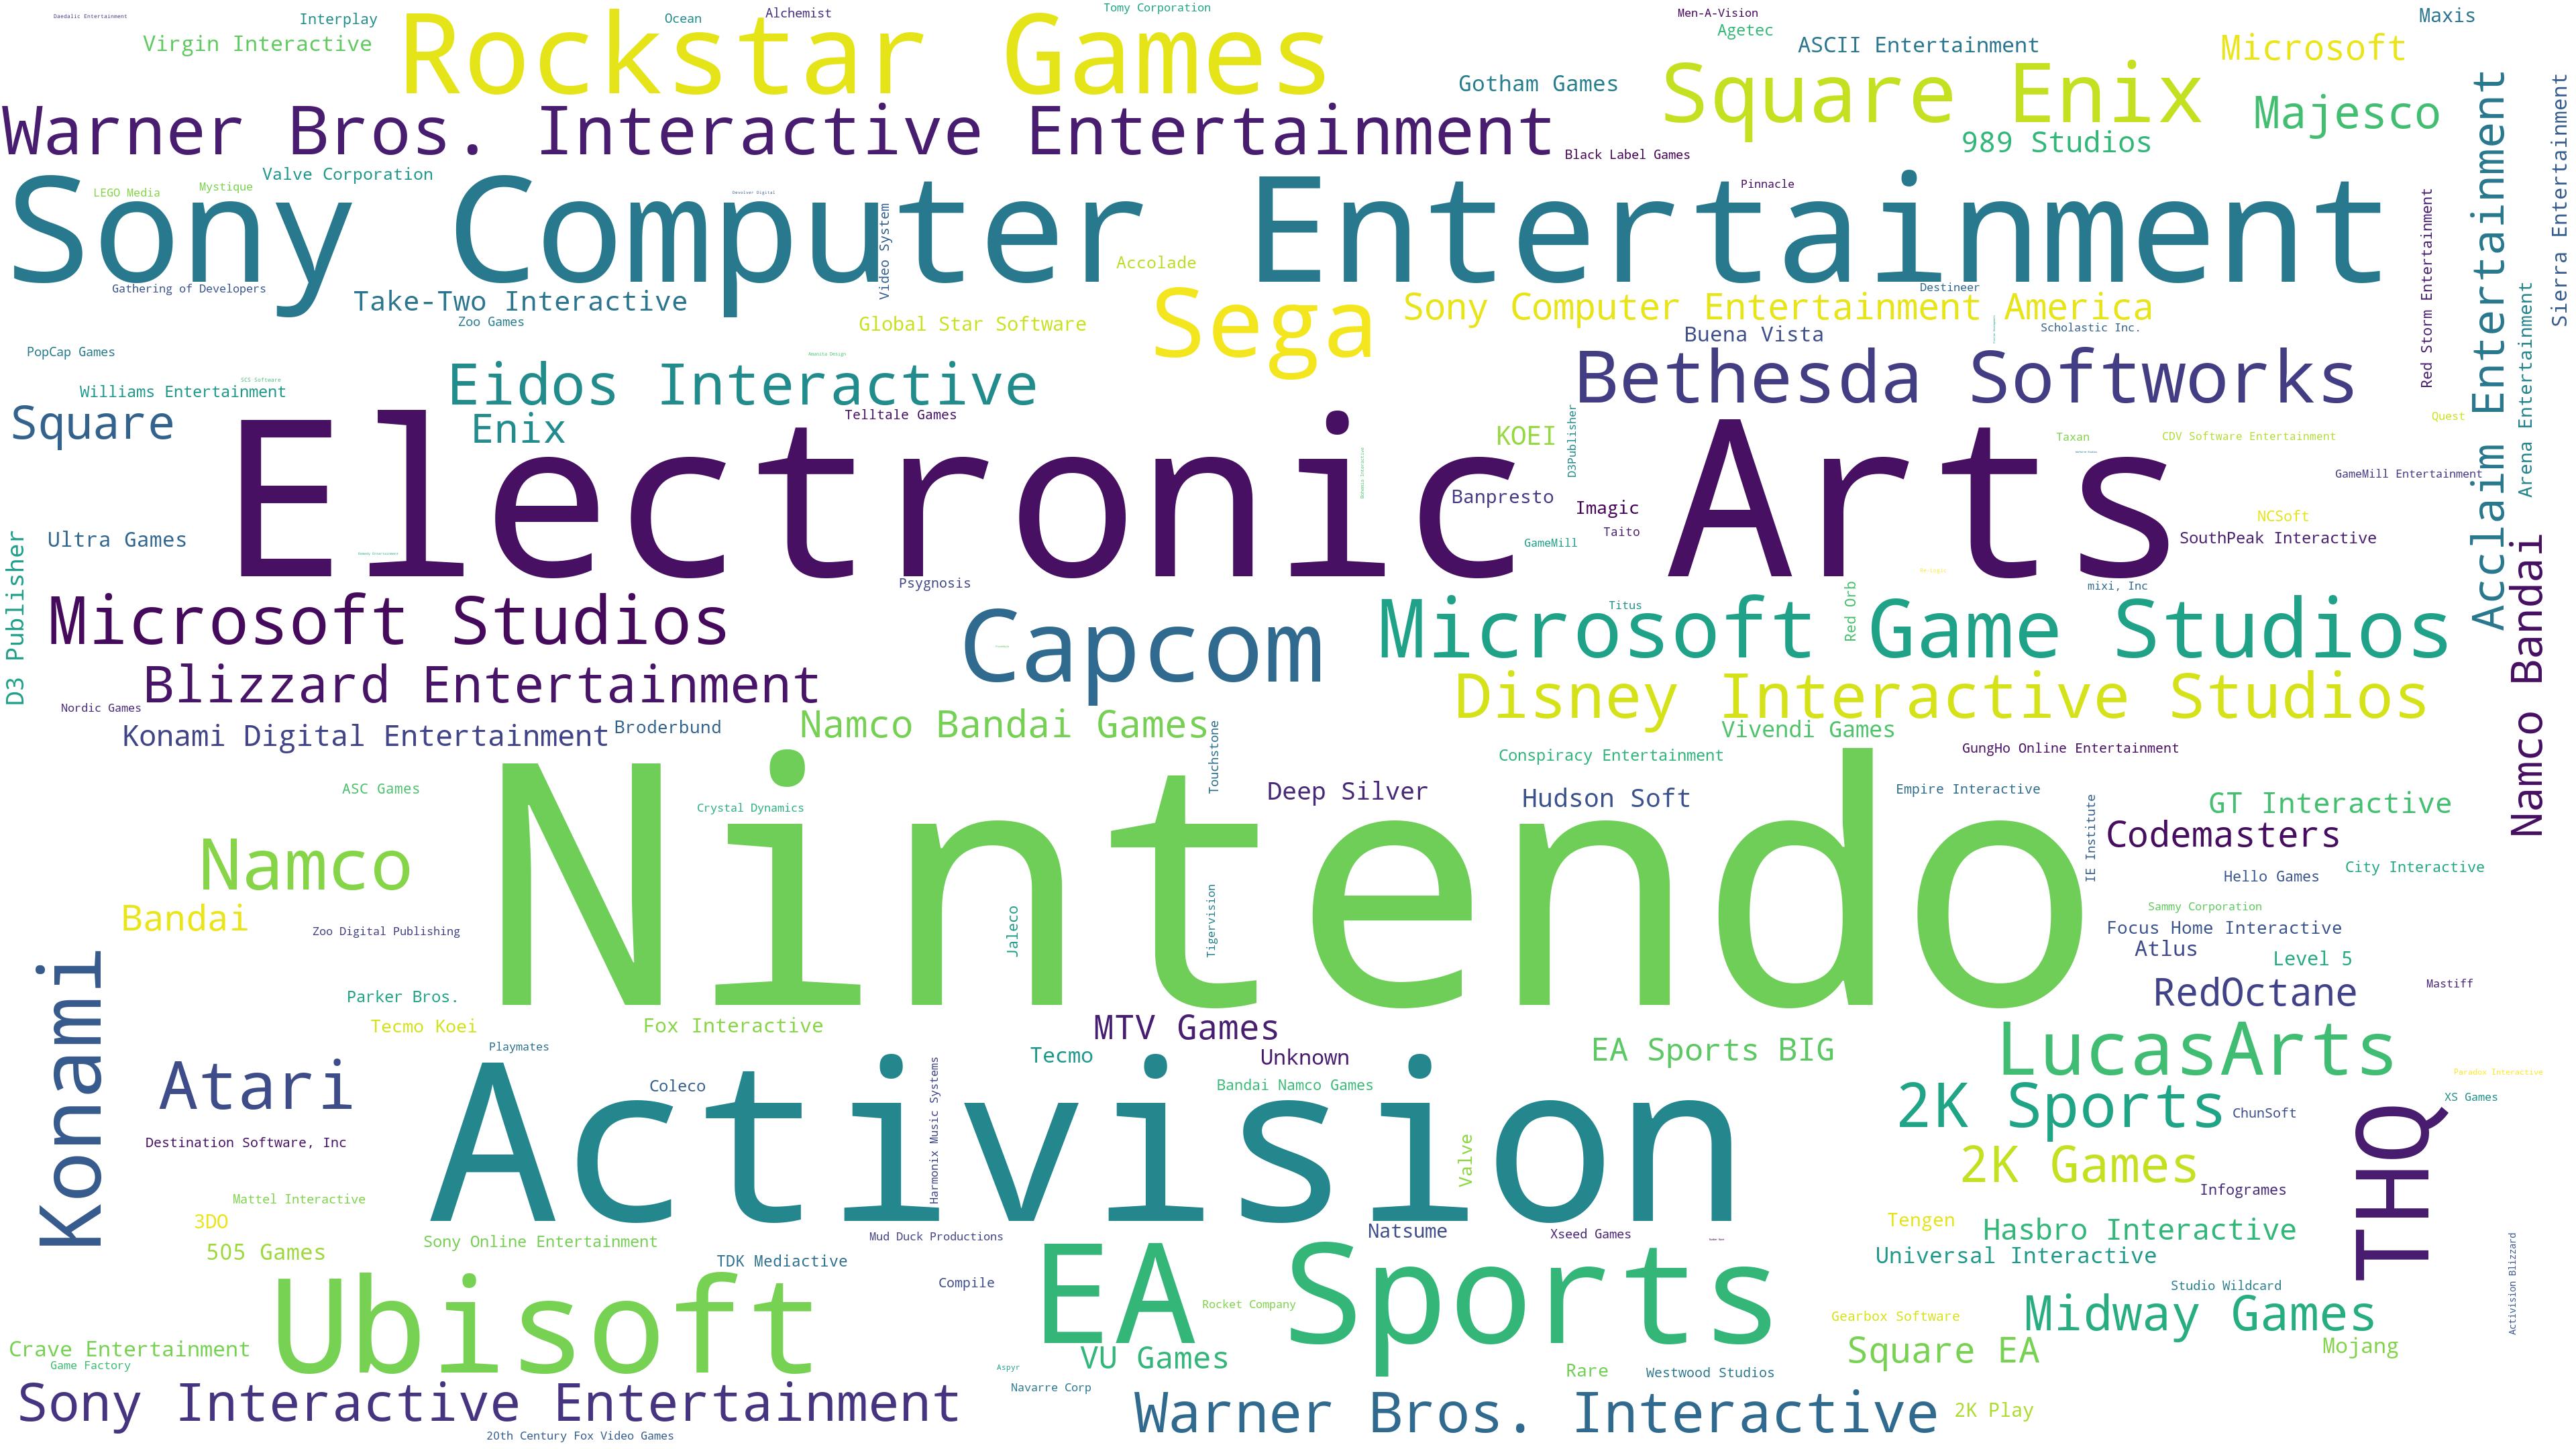 Daedalic Entertainment
Interplay
Virgin Interactive
Rockstar Games
Ocean
Alchemist
Tomy Corporation
Men-A-Vision
Agetec
ASCII Entertainment
Maxis
Microsoft
Gotham Games
Square Enix
Majesco
Warner Bros. Interactive Entertainment
989 Studios
Black Label Games
Valve Corporation
LEGO Media
Mystique
Devolver Digital
Pinnacle
Sony Computer Entertainment
Video System
Accolade
Gathering of Developers
Take-Two Interactive
Zoo Games
Global Star Software
Sega
Destineer
Sony Computer Entertainment America
Buena Vista
Scholastic Inc.
Red Storm Entertainment
Acclaim Entertainment
Arena Entertainment
Sierra Entertainment
PopCap Games
Williams Entertainment
SCS Software
Amanita Design
Eidos Interactive
Bethesda Softworks
Square
Enix
Telltale Games
KOEI
D3Publisher
Taxan
CDV Software Entertainment
Quest
GameMill Entertainment
Electronic Arts
Banpresto
Imagic
Taito
GameMill
NCSoft
SouthPeak Interactive
Ultra Games
D3 Publisher
Psygnosis
mixi, Inc
Microsoft Studios
Capcom
Titus
Red Orb
Microsoft Game Studios
Namco Bandai
Blizzard Entertainment
Disney Interactive Studios
Nordic Games
Konami Digital Entertainment
Broderbund
Namco Bandai Games
Touchstone
Vivendi Games
Conspiracy Entertainment
GungHo Online Entertainment
ASC Games
Crystal Dynamics
Deep Silver
Hudson Soft
Empire Interactive
IE Institute
GT Interactive
Codemasters
Nintendo
Namco
Bandai
Zoo Digital Publishing
Jaleco
Tigervision
Hello Games
City Interactive
Sammy Corporation
Focus Home Interactive
Atlus
Level 5
RedOctane
Mastiff
Konami
Parker Bros.
Tecmo Koei
Fox Interactive
MTV Games
Playmates
Tecmo
Unknown
EA Sports BIG
LucasArts
Atari
Coleco
Harmonix Music Systems
Bandai Namco Games
Paradox Interactive
XS Games
2K Sports
ChunSoft
THQ
Activision
Destination Software, Inc
Valve
2K Games
Infogrames
Mattel Interactive
3DO
505 Games
Sony Online Entertainment
Mud Duck Productions
Natsume
Xseed Games
Tengen
Hasbro Interactive
Universal Interactive
TDK Mediactive
Compile
EA Sports
Rocket Company
Studio Wildcard
Activision Blizzard
Ubisoft
Gearbox Software
Midway Games
Crave Entertainment
Game Factory
VU Games
Aspyr
Rare
Westwood Studios
Square EA
Mojang
Navarre Corp
Sony Interactive Entertainment
Warner Bros. Interactive
2K Play
20th Century Fox Video Games